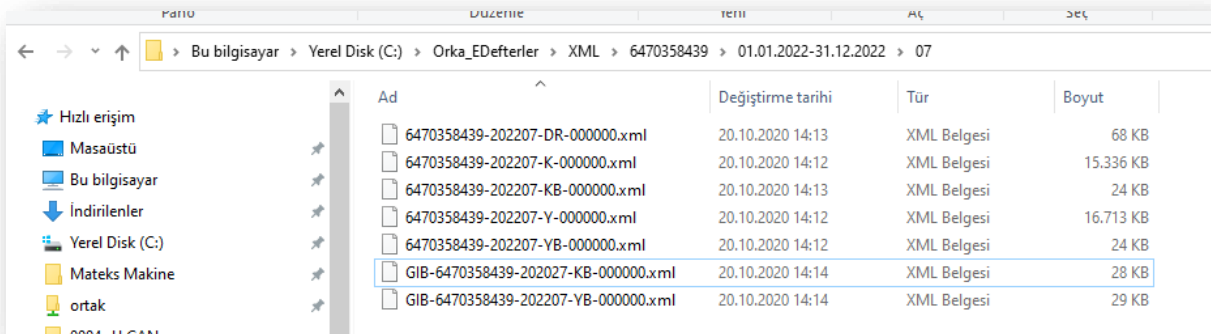 Pano Düzenle Yeni Aç Seç
Bu bilgisayar > Yerel Disk (C:) > Orka_EDefterler > XML > 6470358439 > 01.01.2022-31.12.2022 > 07
Ad Değiştirme tarihi Tür Boyut
Hızlı erişim
Masaüstü
Bu bilgisayar
İndirilenler
Yerel Disk (C:)
Mateks Makine
ortak
6470358439-202207-DR-000000.xml 20.10.2020 14:13 XML Belgesi 68 KB
6470358439-202207-K-000000.xml 20.10.2020 14:12 XML Belgesi 15.336 KB
6470358439-202207-KB-000000.xml 20.10.2020 14:13 XML Belgesi 24 KB
6470358439-202207-Y-000000.xml 20.10.2020 14:12 XML Belgesi 16.713 KB
6470358439-202207-YB-000000.xml 20.10.2020 14:12 XML Belgesi 24 KB
GIB-6470358439-202027-KB-000000.xml 20.10.2020 14:14 XML Belgesi 28 KB
GIB-6470358439-202207-YB-000000.xml 20.10.2020 14:14 XML Belgesi 29 KB